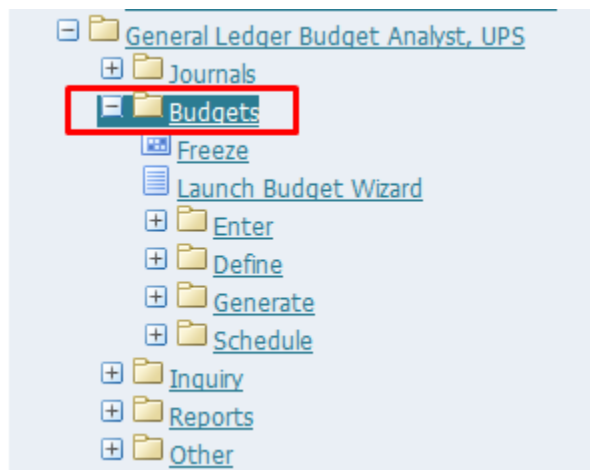 General Ledger Budget Analyst, UPS
Journals
Budgets
Freeze
Launch Budget Wizard
Enter
Define
Generate
Schedule
Inquiry
Reports
Other